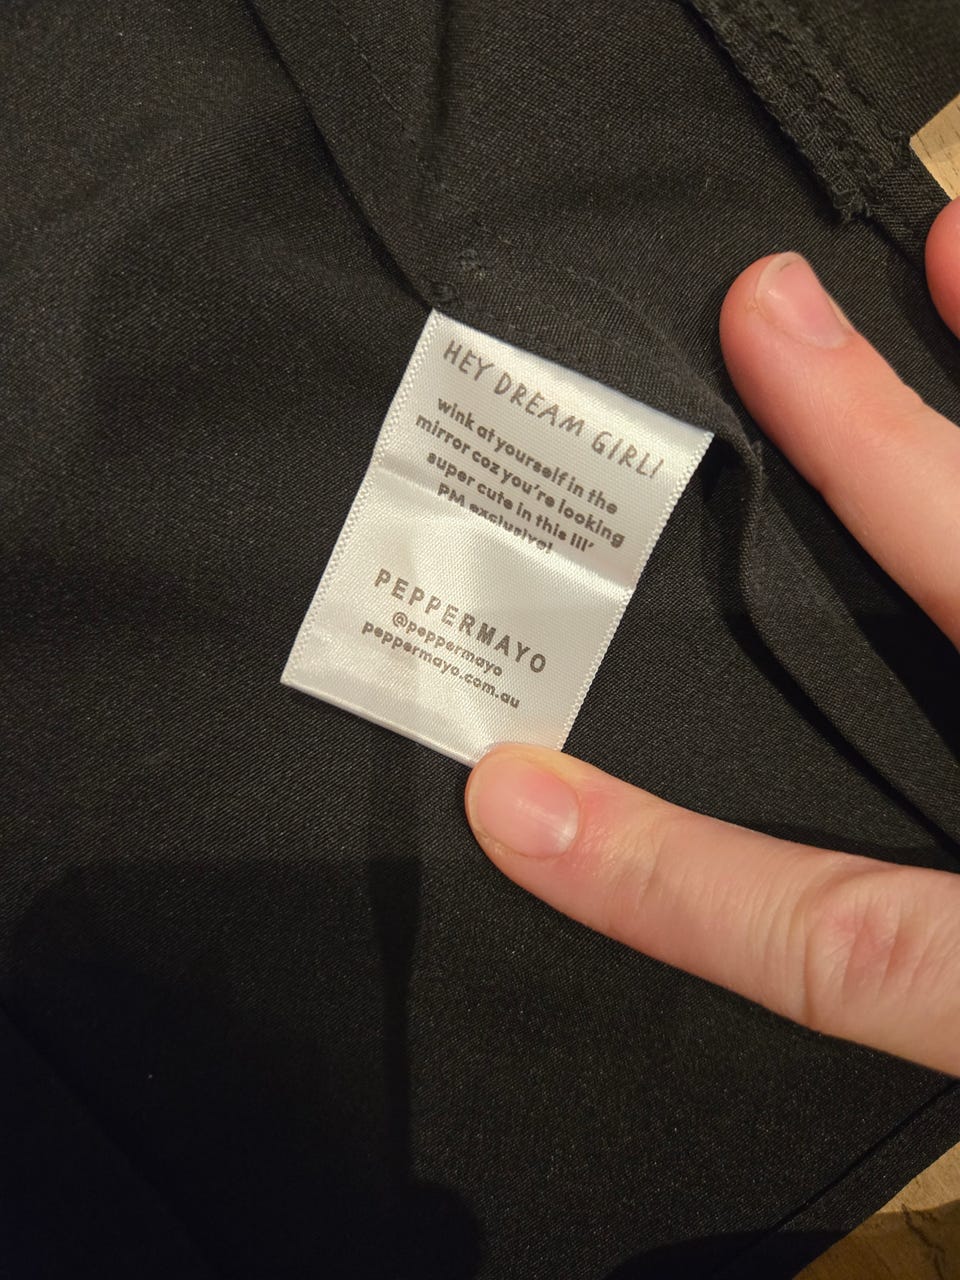 HEY DREAM GIRL!
wink at yourself in the
mirror coz you're looking
super cute in this lil'
PM exclusive!
PEPPERMAYO
@peppermayo
peppermayo.com.au